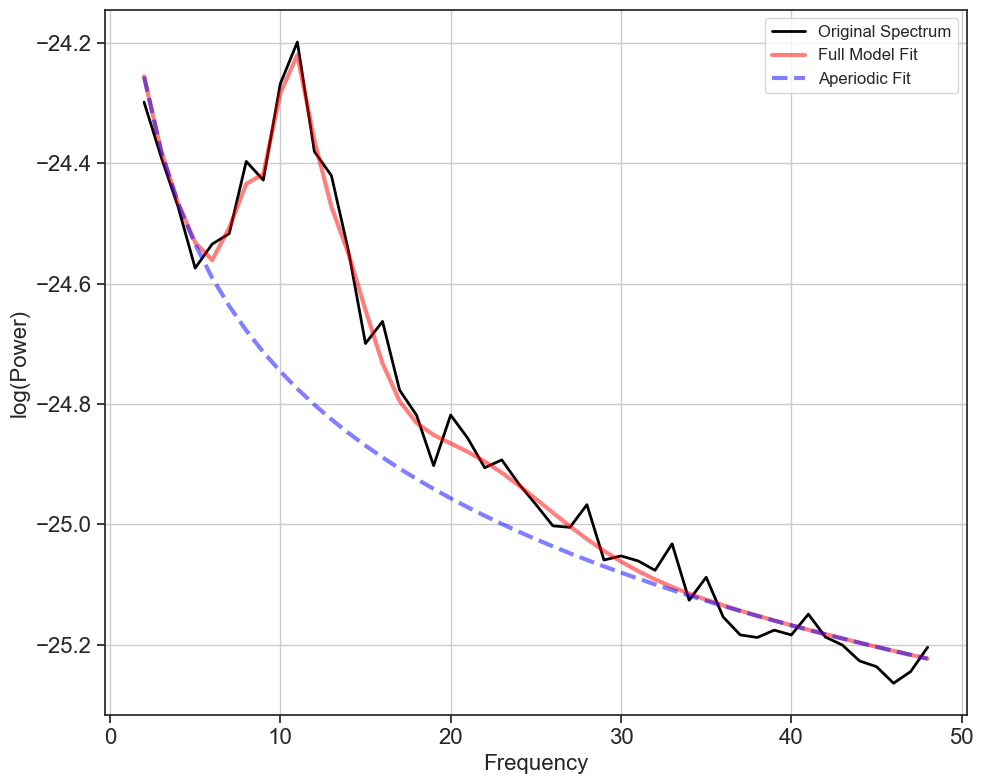 Original Spectrum
Full Model Fit
Aperiodic Fit
log(Power)
−24.2
−24.4
−24.6
−24.8
−25.0
−25.2
0
10
20
30
40
50
Frequency